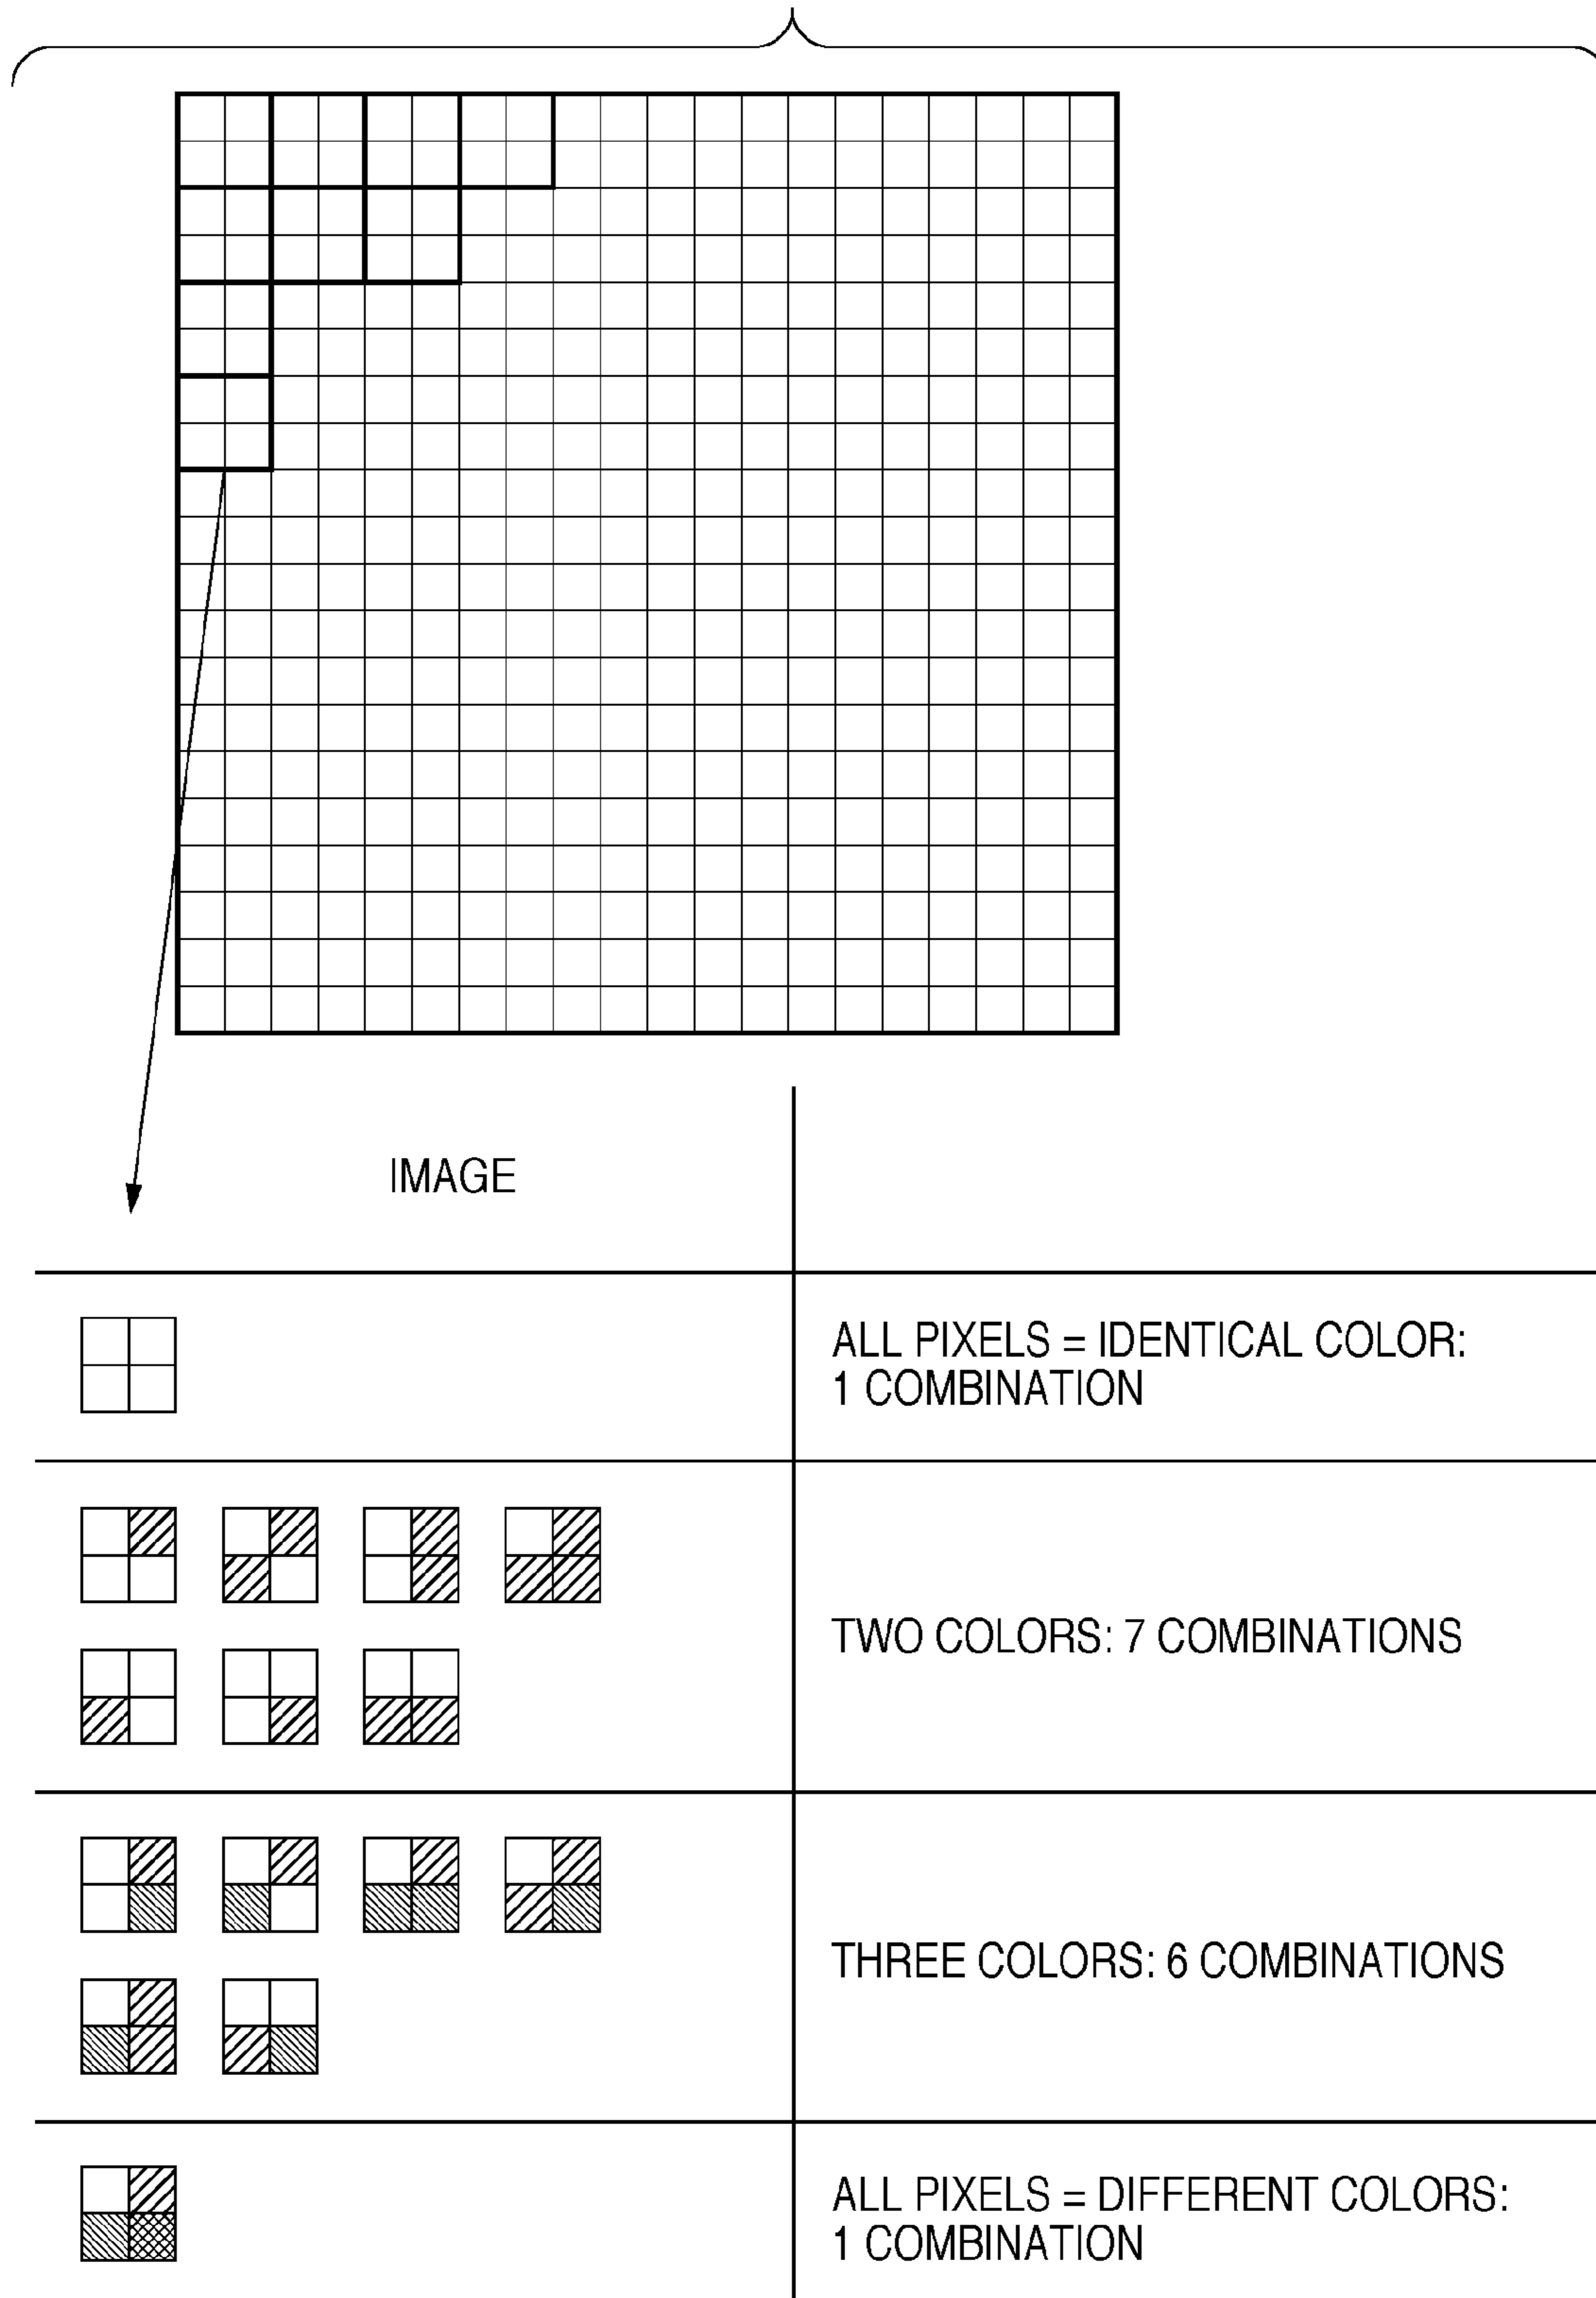 IMAGE
ALL PIXELS = IDENTICAL COLOR:
1 COMBINATION
TWO COLORS: 7 COMBINATIONS
THREE COLORS: 6 COMBINATIONS
ALL PIXELS = DIFFERENT COLORS:
1 COMBINATION